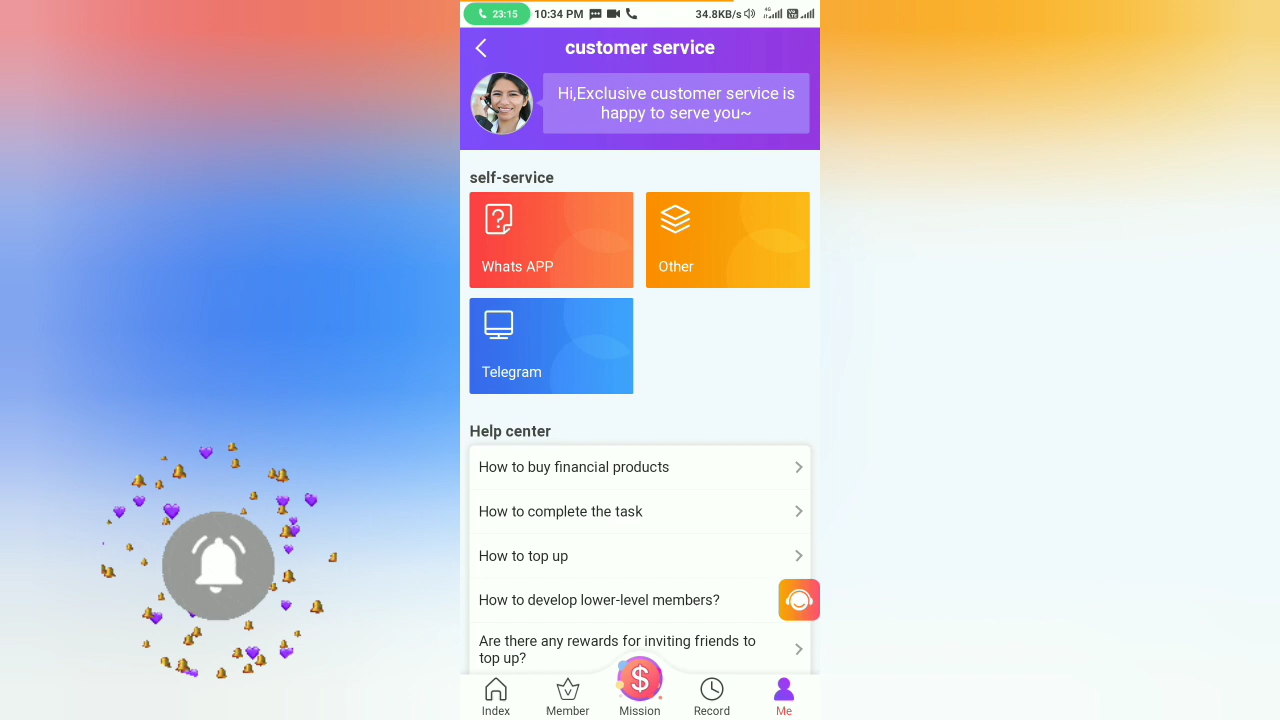 23:15 10:34 PM 34.8KB/s
customer service
Hi,Exclusive customer service is
happy to serve you~
self-service
Whats APP
Other
Telegram
Help center
How to buy financial products
How to complete the task
How to top up
How to develop lower-level members?
Are there any rewards for inviting friends to
top up?
Index Member Mission Record Me